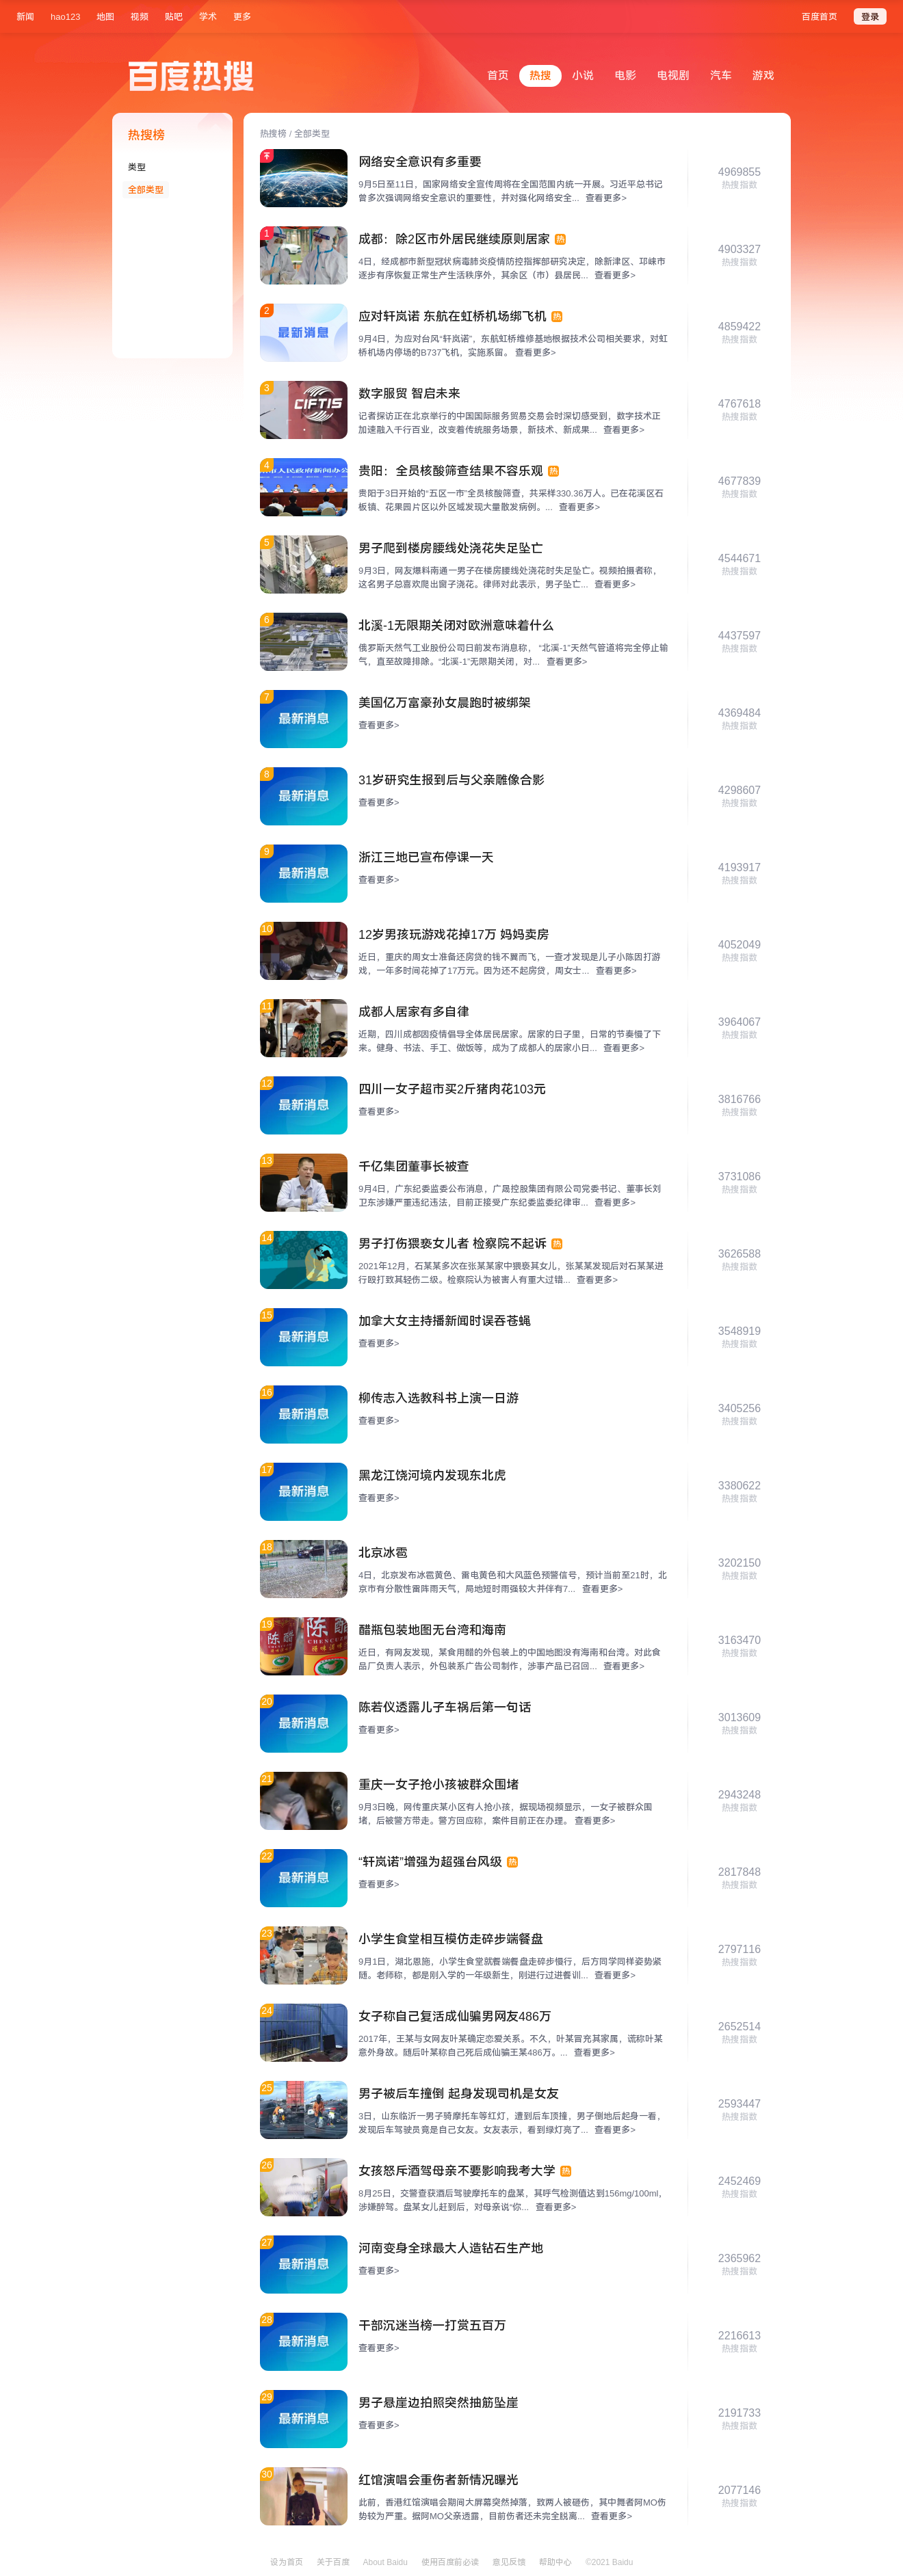 新闻 hao123 地图 视频 贴吧 学术 更多 百度首页 登录
百度热搜
首页 热搜 小说 电影 电视剧 汽车 游戏
热搜榜
类型
全部类型
热搜榜 / 全部类型
网络安全意识有多重要
9月5日至11日，国家网络安全宣传周将在全国范围内统一开展。习近平总书记
曾多次强调网络安全意识的重要性，并对强化网络安全... 查看更多>
4969855
热搜指数
1
成都：除2区市外居民继续原则居家 热
4日，经成都市新型冠状病毒肺炎疫情防控指挥部研究决定，除新津区、邛崃市
逐步有序恢复正常生产生活秩序外，其余区（市）县居民... 查看更多>
4903327
热搜指数
2
最新消息
应对轩岚诺 东航在虹桥机场绑飞机 热
9月4日，为应对台风“轩岚诺”，东航虹桥维修基地根据技术公司相关要求，对虹
桥机场内停场的B737飞机，实施系留。 查看更多>
4859422
热搜指数
3
CIFTIS
数字服贸 智启未来
记者探访正在北京举行的中国国际服务贸易交易会时深切感受到，数字技术正
加速融入千行百业，改变着传统服务场景，新技术、新成果... 查看更多>
4767618
热搜指数
4
贵阳：全员核酸筛查结果不容乐观 热
贵阳于3日开始的“五区一市”全员核酸筛查，共采样330.36万人。已在花溪区石
板镇、花果园片区以外区域发现大量散发病例。... 查看更多>
4677839
热搜指数
5
男子爬到楼房腰线处浇花失足坠亡
9月3日，网友爆料南通一男子在楼房腰线处浇花时失足坠亡。视频拍摄者称，
这名男子总喜欢爬出窗子浇花。律师对此表示，男子坠亡... 查看更多>
4544671
热搜指数
6
北溪-1无限期关闭对欧洲意味着什么
俄罗斯天然气工业股份公司日前发布消息称， “北溪-1”天然气管道将完全停止输
气，直至故障排除。“北溪-1”无限期关闭，对... 查看更多>
4437597
热搜指数
7
最新消息
美国亿万富豪孙女晨跑时被绑架
查看更多>
4369484
热搜指数
8
最新消息
31岁研究生报到后与父亲雕像合影
查看更多>
4298607
热搜指数
9
最新消息
浙江三地已宣布停课一天
查看更多>
4193917
热搜指数
10
12岁男孩玩游戏花掉17万 妈妈卖房
近日，重庆的周女士准备还房贷的钱不翼而飞，一查才发现是儿子小陈因打游
戏，一年多时间花掉了17万元。因为还不起房贷，周女士... 查看更多>
4052049
热搜指数
11
成都人居家有多自律
近期，四川成都因疫情倡导全体居民居家。居家的日子里，日常的节奏慢了下
来。健身、书法、手工、做饭等，成为了成都人的居家小日... 查看更多>
3964067
热搜指数
12
最新消息
四川一女子超市买2斤猪肉花103元
查看更多>
3816766
热搜指数
13
千亿集团董事长被查
9月4日，广东纪委监委公布消息，广晟控股集团有限公司党委书记、董事长刘
卫东涉嫌严重违纪违法，目前正接受广东纪委监委纪律审... 查看更多>
3731086
热搜指数
14
男子打伤猥亵女儿者 检察院不起诉 热
2021年12月，石某某多次在张某某家中猥亵其女儿，张某某发现后对石某某进
行殴打致其轻伤二级。检察院认为被害人有重大过错... 查看更多>
3626588
热搜指数
15
最新消息
加拿大女主持播新闻时误吞苍蝇
查看更多>
3548919
热搜指数
16
最新消息
柳传志入选教科书上演一日游
查看更多>
3405256
热搜指数
17
最新消息
黑龙江饶河境内发现东北虎
查看更多>
3380622
热搜指数
18
北京冰雹
4日，北京发布冰雹黄色、雷电黄色和大风蓝色预警信号，预计当前至21时，北
京市有分散性雷阵雨天气，局地短时雨强较大并伴有7... 查看更多>
3202150
热搜指数
19
陈醋
醋瓶包装地图无台湾和海南
近日，有网友发现，某食用醋的外包装上的中国地图没有海南和台湾。对此食
品厂负责人表示，外包装系广告公司制作，涉事产品已召回... 查看更多>
3163470
热搜指数
20
最新消息
陈若仪透露儿子车祸后第一句话
查看更多>
3013609
热搜指数
21
重庆一女子抢小孩被群众围堵
9月3日晚，网传重庆某小区有人抢小孩，据现场视频显示，一女子被群众围
堵，后被警方带走。警方回应称，案件目前正在办理。 查看更多>
2943248
热搜指数
22
最新消息
“轩岚诺”增强为超强台风级 热
查看更多>
2817848
热搜指数
23
小学生食堂相互模仿走碎步端餐盘
9月1日，湖北恩施，小学生食堂就餐端餐盘走碎步慢行，后方同学同样姿势紧
随。老师称，都是刚入学的一年级新生，刚进行过进餐训... 查看更多>
2797116
热搜指数
24
女子称自己复活成仙骗男网友486万
2017年，王某与女网友叶某确定恋爱关系。不久，叶某冒充其家属，谎称叶某
意外身故。随后叶某称自己死后成仙骗王某486万。... 查看更多>
2652514
热搜指数
25
男子被后车撞倒 起身发现司机是女友
3日，山东临沂一男子骑摩托车等红灯，遭到后车顶撞，男子倒地后起身一看，
发现后车驾驶员竟是自己女友。女友表示，看到绿灯亮了... 查看更多>
2593447
热搜指数
26
女孩怒斥酒驾母亲不要影响我考大学 热
8月25日，交警查获酒后驾驶摩托车的盘某，其呼气检测值达到156mg/100ml，
涉嫌醉驾。盘某女儿赶到后，对母亲说“你... 查看更多>
2452469
热搜指数
27
最新消息
河南变身全球最大人造钻石生产地
查看更多>
2365962
热搜指数
28
最新消息
干部沉迷当榜一打赏五百万
查看更多>
2216613
热搜指数
29
最新消息
男子悬崖边拍照突然抽筋坠崖
查看更多>
2191733
热搜指数
30
红馆演唱会重伤者新情况曝光
此前，香港红馆演唱会期间大屏幕突然掉落，致两人被砸伤，其中舞者阿MO伤
势较为严重。据阿MO父亲透露，目前伤者还未完全脱离... 查看更多>
2077146
热搜指数
设为首页 关于百度 About Baidu 使用百度前必读 意见反馈 帮助中心 ©2021 Baidu